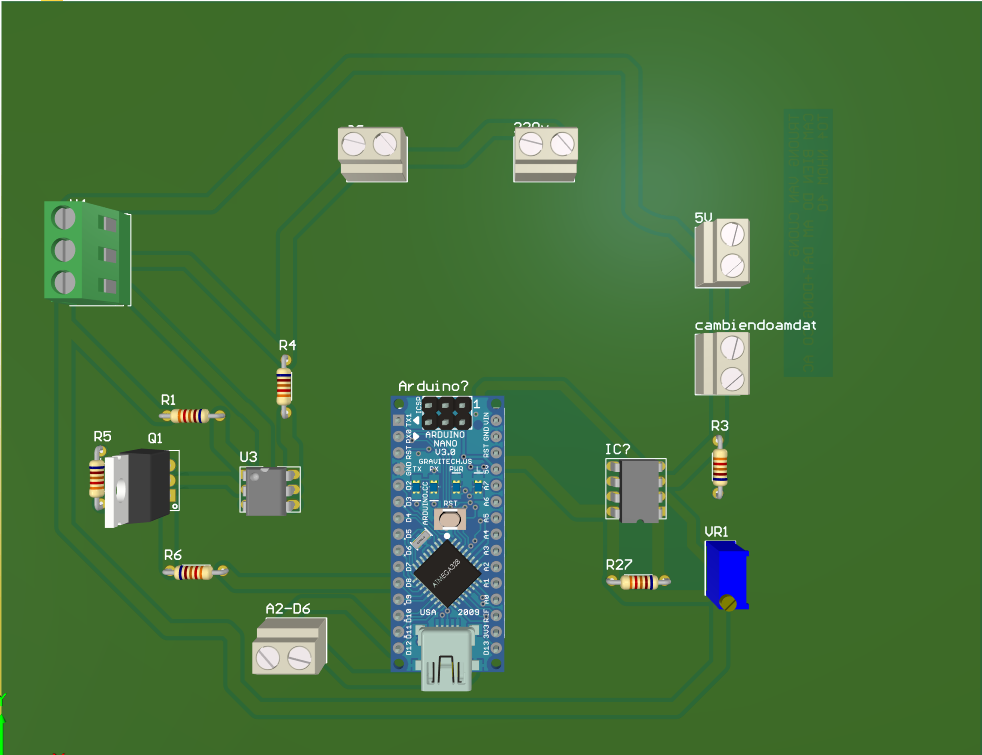 5V
cambiendoamdat
R4
Arduino?
R1
R5
Q1
U3
R3
IC?
ICSP
1
TX1
RX0
RST
GND
D2
D3
D4
D5
D6
D7
D8
D9
D10
D11
D12
ARDUINO
NANO
V3.0
GRAVITECH.US
TX RX PWR L
ARDUINO.CC
RST
ATMEGA328
USA 2009
VIN
GND
RST
5V
A7
A6
A5
A4
A3
A2
A1
A0
REF
3V3
D13
VR1
R6
R27
A2-D6